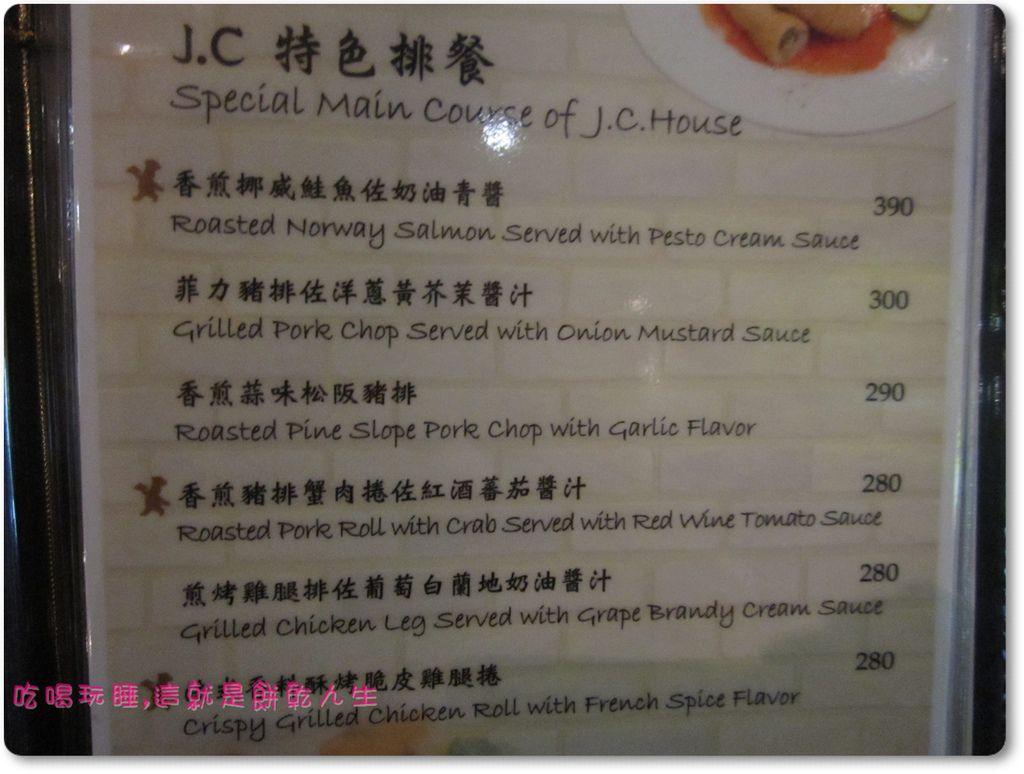 J.C 特色排餐
Special Main Course of J.C.House
香煎挪威鮭魚佐奶油青醬 390
Roasted Norway Salmon Served with Pesto Cream Sauce
菲力豬排佐洋蔥黃芥茉醬汁 300
Grilled Pork Chop Served with Onion Mustard Sauce
香煎蒜味松阪豬排 290
Roasted Pine Slope Pork Chop with Garlic Flavor
香煎豬排蟹肉捲佐紅酒蕃茄醬汁 280
Roasted Pork Roll with Crab Served with Red Wine Tomato Sauce
煎烤雞腿排佐葡萄白蘭地奶油醬汁 280
Grilled Chicken Leg Served with Grape Brandy Cream Sauce
香料酥烤脆皮雞腿捲 280
吃喝玩睡,這就是餅乾人生
Crispy Grilled Chicken Roll with French Spice Flavor